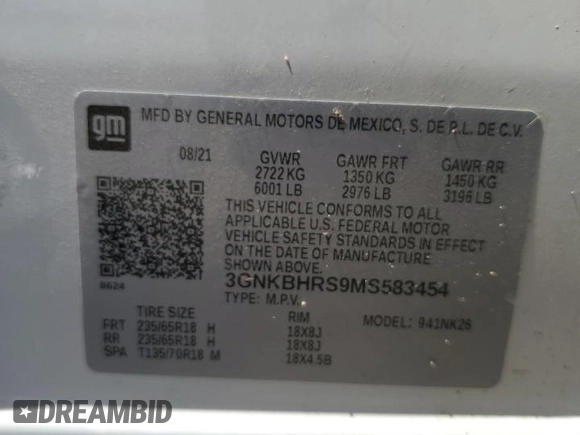 gm
MFD BY GENERAL MOTORS DE MEXICO, S. DE R.L. DE C.V.
08/21 GVWR GAWR FRT GAWR RR
2722 KG 1350 KG 1450 KG
6001 LB 2976 LB 3196 LB
THIS VEHICLE CONFORMS TO ALL
APPLICABLE U.S. FEDERAL MOTOR
VEHICLE SAFETY STANDARDS IN EFFECT
ON THE DATE OF MANUFACTURE
SHOWN ABOVE.
8624
3GNKBHRS9MS583454
TYPE: M.P.V.
TIRE SIZE RIM MODEL: 941NK26
FRT 235/65R18 H 18X8J
RR 235/65R18 H 18X8J
SPA T135/70R18 M 18X4.5B
DREAMBID